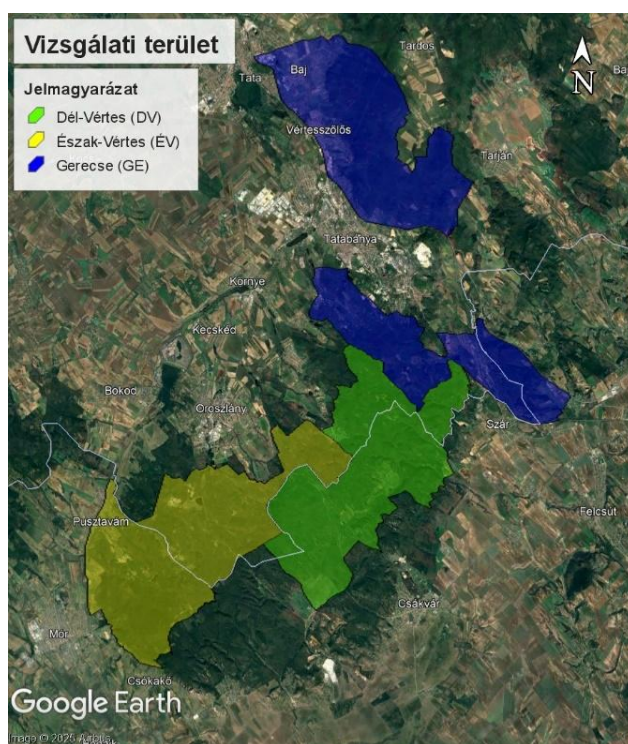 Vizsgálati terület
Jelmagyarázat
Dél-Vértes (DV)
Észak-Vértes (ÉV)
Gerecse (GE)
N
Tardos
Baj
Ba
Tata
Vértesszőlős
Tarján
Tatabánya
Környe
Kecskéd
Bokod
Oroszlány
Szár
Pusztavám
Felcsút
Csákvár
Mór
Csókakő
Google Earth
Image © 2025 Airbus